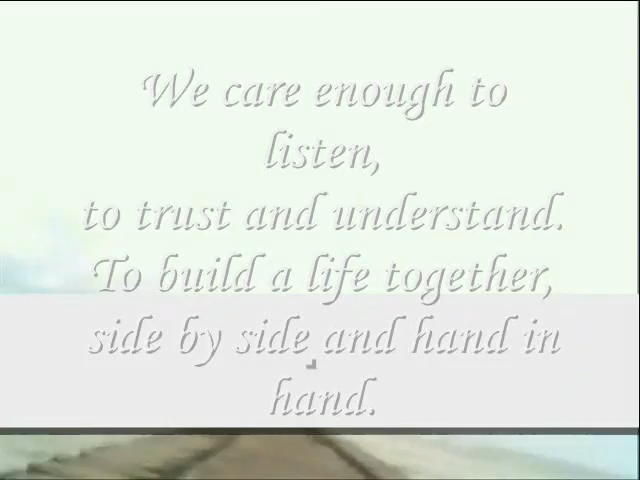 We care enough to
listen,
to trust and understand.
To build a life together,
side by side and hand in
hand.